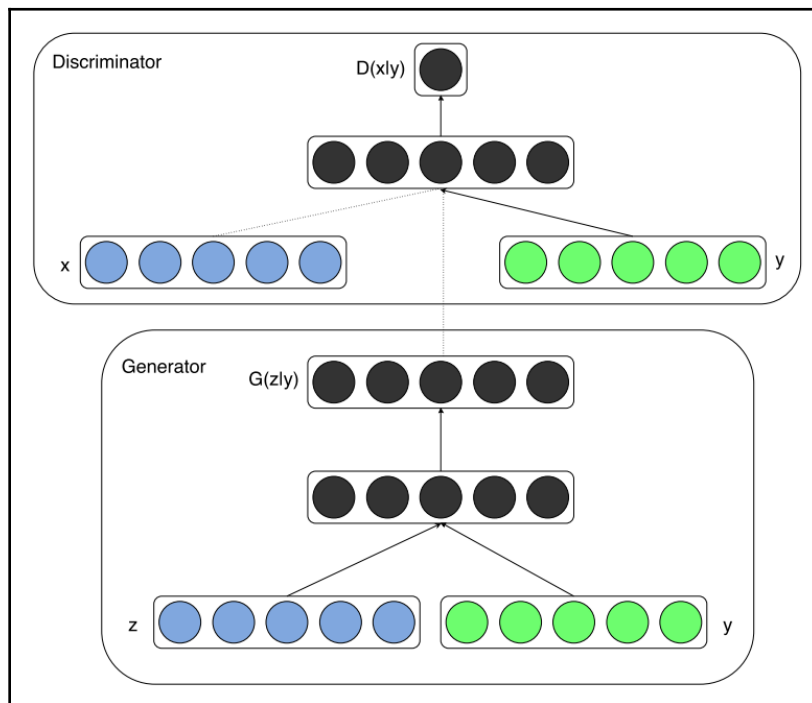 Discriminator
D(x|y)
x
y
Generator
G(z|y)
z
y